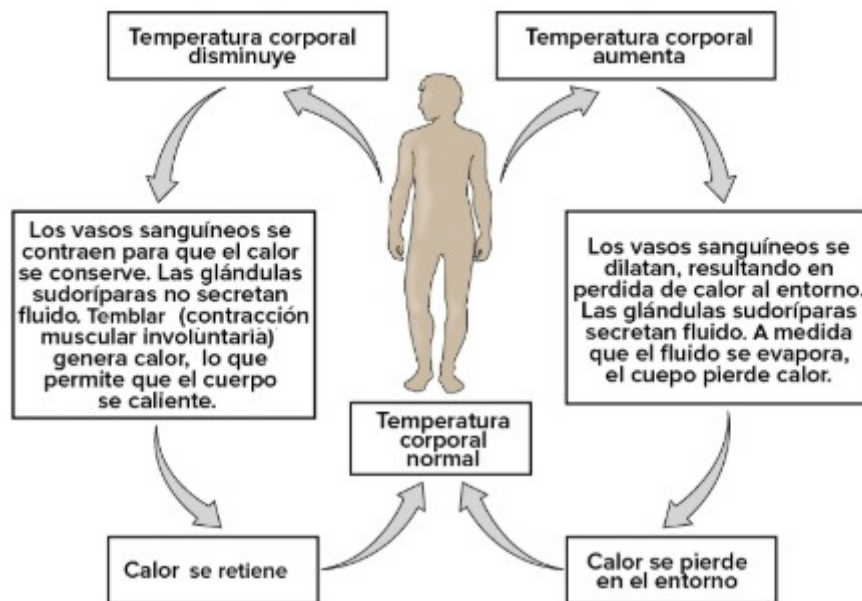 Temperatura corporal
disminuye
Temperatura corporal
aumenta
Los vasos sanguíneos se
contraen para que el calor
se conserve. Las glándulas
sudoríparas no secretan
fluido. Temblar (contracción
muscular involuntaria)
genera calor, lo que
permite que el cuerpo
se caliente.
Los vasos sanguíneos se
dilatan, resultando en
perdida de calor al entorno.
Las glándulas sudoríparas
secretan fluido. A medida
que el fluido se evapora,
el cuepo pierde calor.
Temperatura
corporal
normal
Calor se retiene
Calor se pierde
en el entorno